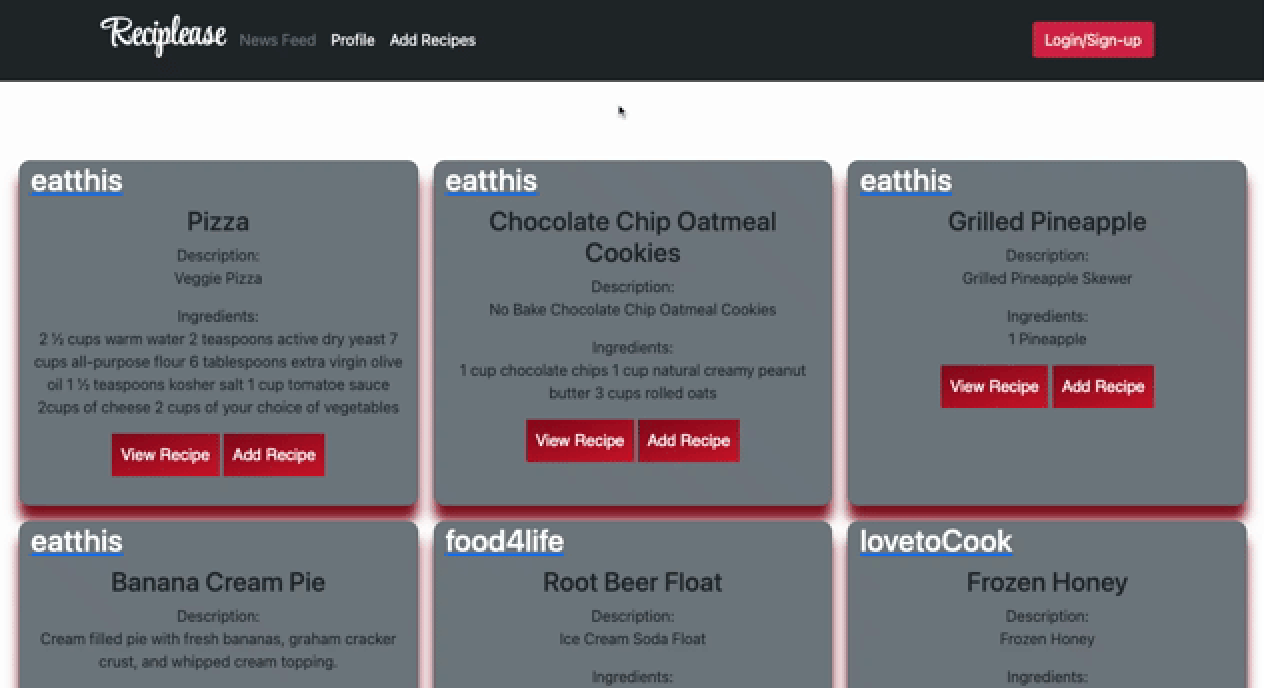 Reciplease News Feed Profile Add Recipes Login/Sign-up
eatthis
Pizza
Description:
Veggie Pizza
Ingredients:
2 ½ cups warm water 2 teaspoons active dry yeast 7
cups all-purpose flour 6 tablespoons extra virgin olive
oil 1 ½ teaspoons kosher salt 1 cup tomatoe sauce
2cups of cheese 2 cups of your choice of vegetables
View Recipe Add Recipe
eatthis
Chocolate Chip Oatmeal
Cookies
Description:
No Bake Chocolate Chip Oatmeal Cookies
Ingredients:
1 cup chocolate chips 1 cup natural creamy peanut
butter 3 cups rolled oats
View Recipe Add Recipe
eatthis
Grilled Pineapple
Description:
Grilled Pineapple Skewer
Ingredients:
1 Pineapple
View Recipe Add Recipe
eatthis
Banana Cream Pie
Description:
Cream filled pie with fresh bananas, graham cracker
crust, and whipped cream topping.
food4life
Root Beer Float
Description:
Ice Cream Soda Float
Ingredients:
lovetoCook
Frozen Honey
Description:
Frozen Honey
Ingredients: